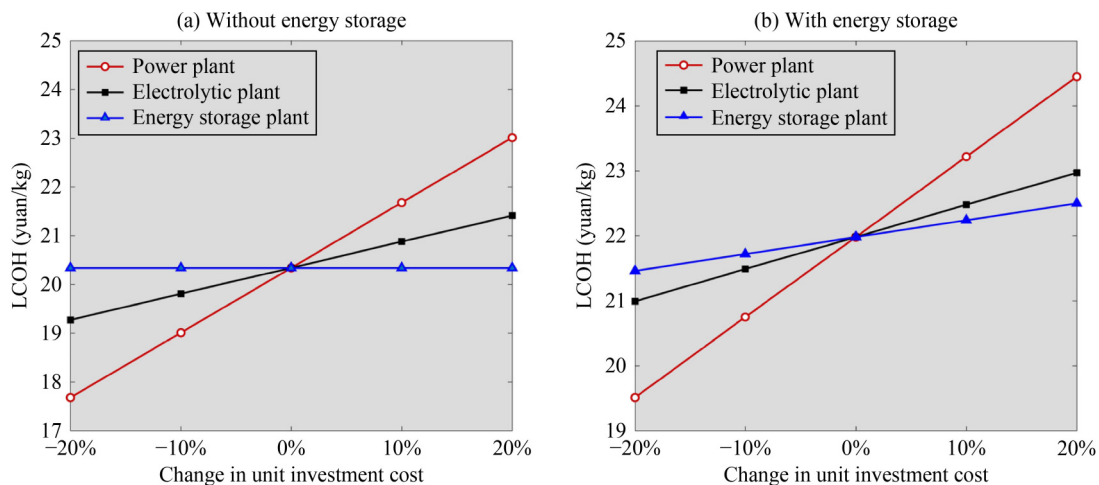 (a) Without energy storage
25
24
23
22
21
20
19
18
17
LCOH (yuan/kg)
Power plant
Electrolytic plant
Energy storage plant
−20%
−10%
0%
10%
20%
Change in unit investment cost
(b) With energy storage
25
24
23
22
21
20
19
LCOH (yuan/kg)
Power plant
Electrolytic plant
Energy storage plant
−20%
−10%
0%
10%
20%
Change in unit investment cost